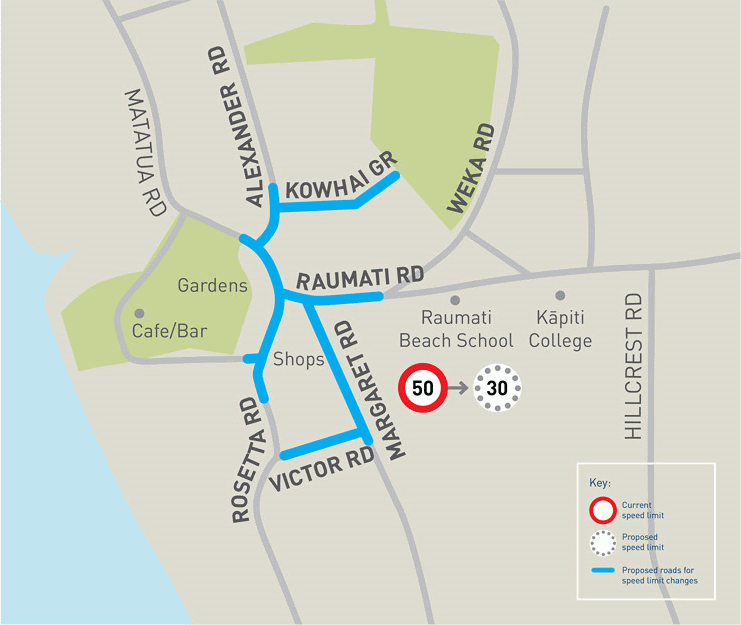 MATATUA RD
ALEXANDER RD
KOWHAI GR
WEKA RD
Gardens
RAUMATI RD
Cafe/Bar
Raumati
Beach School
Kāpiti
College
Shops
MARGARET RD
HILLCREST RD
50
30
ROSETTA RD
VICTOR RD
Key:
Current
speed limit
Proposed
speed limit
Proposed roads for
speed limit changes